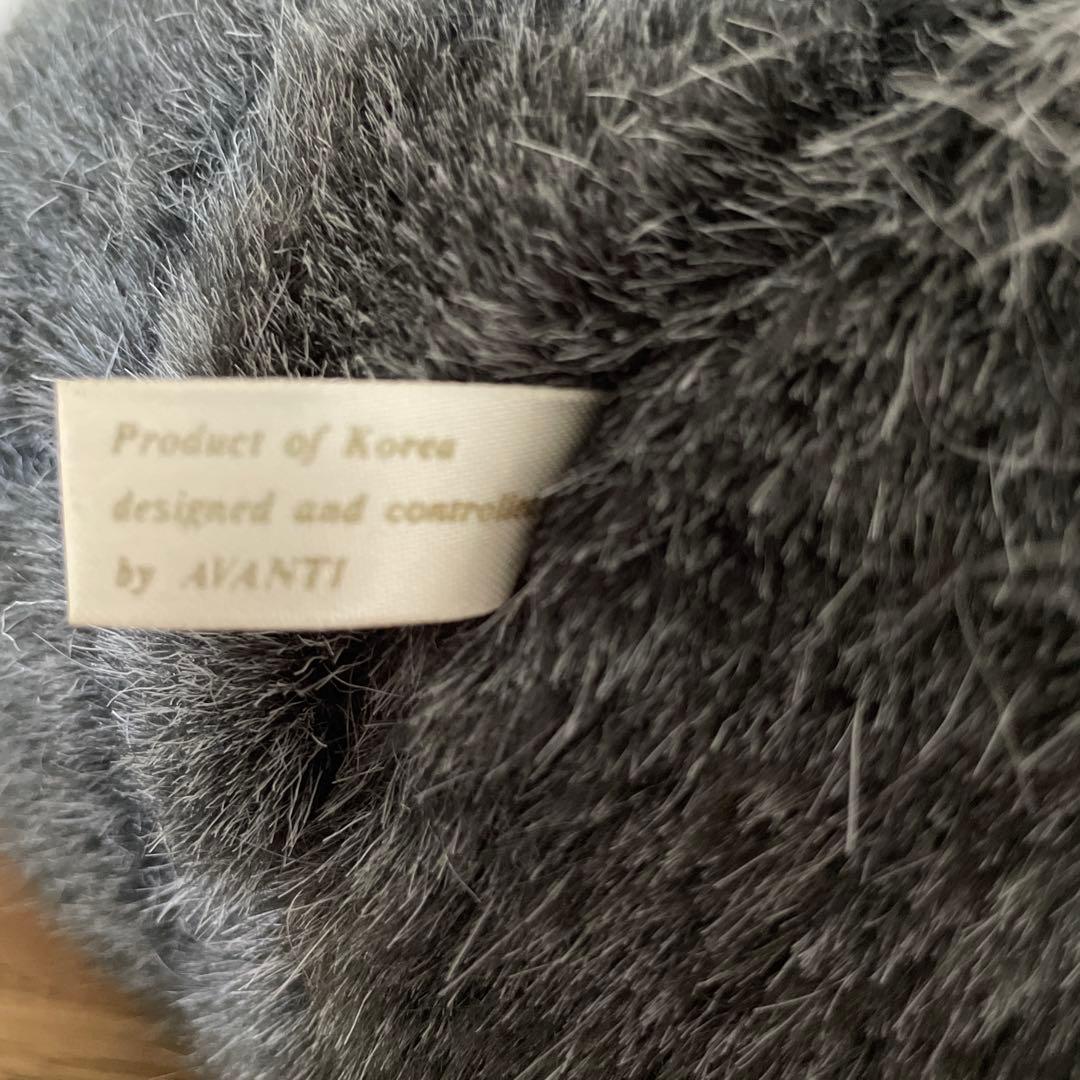 Product of Korea
designed and controlled
by AVANTI